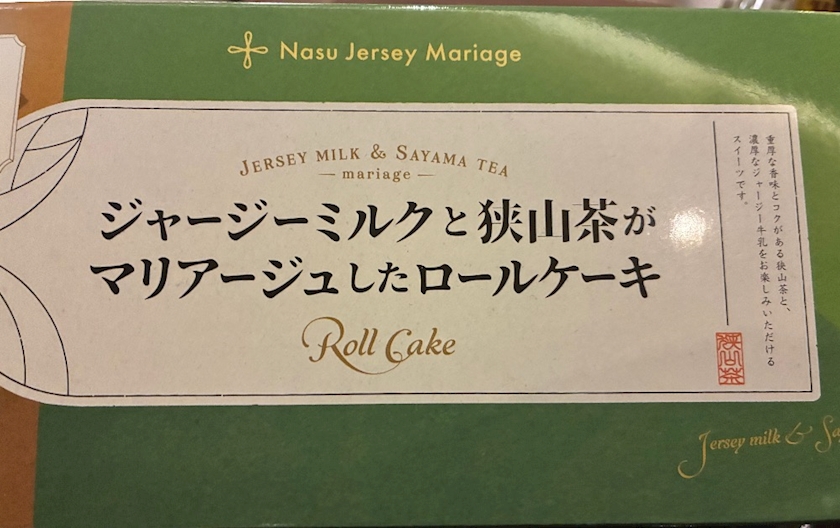 Nasu Jersey Mariage
JERSEY MILK & SAYAMA TEA
mariage
ジャージーミルクと狭山茶が
マリアージュしたロールケーキ
Roll Cake
重厚な香味とコクがある狭山茶と、
濃厚なジャージー牛乳をお楽しみいただける
スイーツです。
狭山茶
Jersey milk & Sa